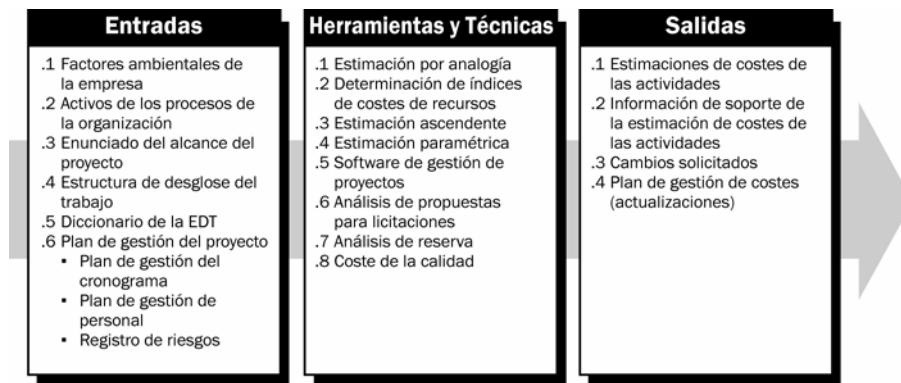 Entradas
.1 Factores ambientales de
la empresa
.2 Activos de los procesos de
la organización
.3 Enunciado del alcance del
proyecto
.4 Estructura de desglose del
trabajo
.5 Diccionario de la EDT
.6 Plan de gestión del proyecto
▪ Plan de gestión del
cronograma
▪ Plan de gestión de
personal
▪ Registro de riesgos
Herramientas y Técnicas
.1 Estimación por analogía
.2 Determinación de índices
de costes de recursos
.3 Estimación ascendente
.4 Estimación paramétrica
.5 Software de gestión de
proyectos
.6 Análisis de propuestas
para licitaciones
.7 Análisis de reserva
.8 Coste de la calidad
Salidas
.1 Estimaciones de costes de
las actividades
.2 Información de soporte de
la estimación de costes de
las actividades
.3 Cambios solicitados
.4 Plan de gestión de costes
(actualizaciones)